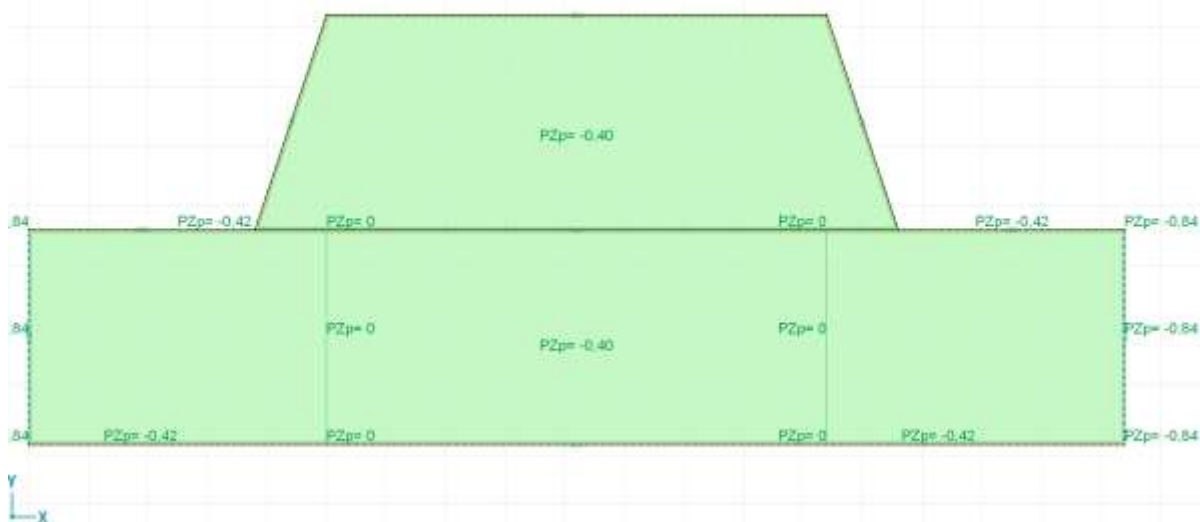 PZp= -0,40
,84 PZp= -0,42 PZp= 0 PZp= 0 PZp= -0,42 PZp= -0,84
,84 PZp= 0 PZp= 0 PZp= -0,84
PZp= -0,40
,84 PZp= -0,42 PZp= 0 PZp= 0 PZp= -0,42 PZp= -0,84
Y
X